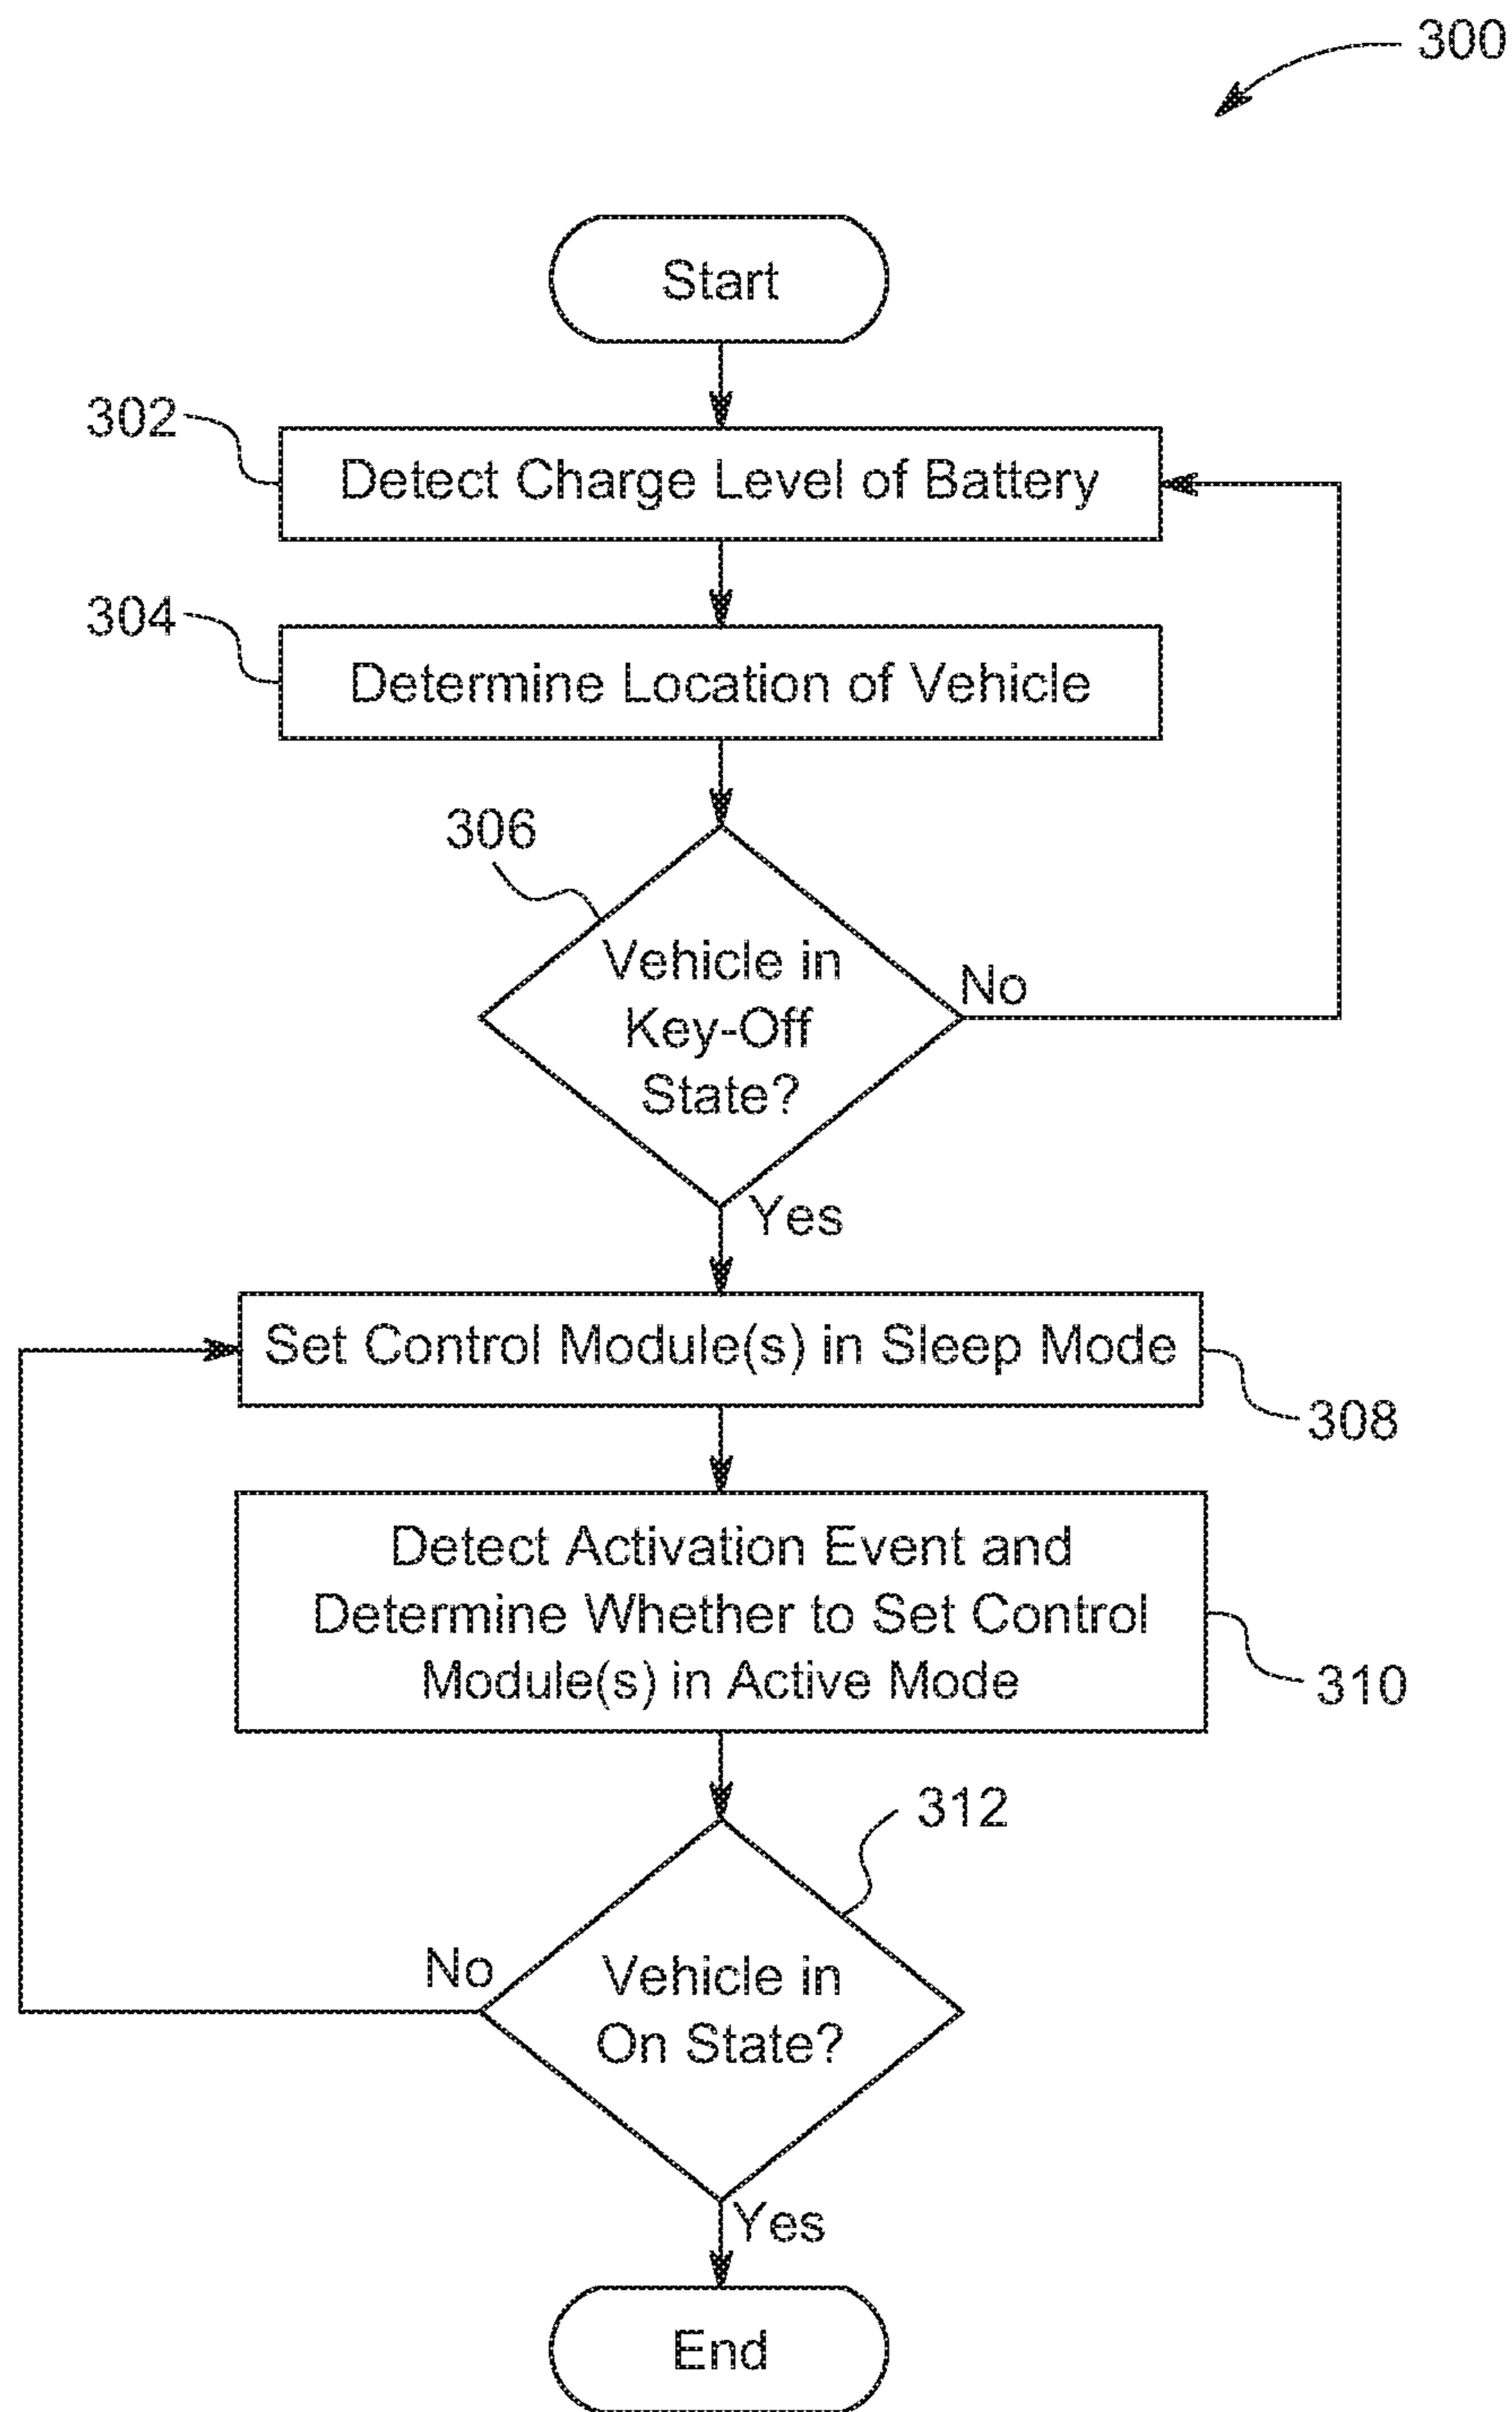 300
Start
302
Detect Charge Level of Battery
304
Determine Location of Vehicle
306
Vehicle in
Key-Off
State?
No
Yes
Set Control Module(s) in Sleep Mode
308
Detect Activation Event and
Determine Whether to Set Control
Module(s) in Active Mode
310
312
No
Vehicle in
On State?
Yes
End